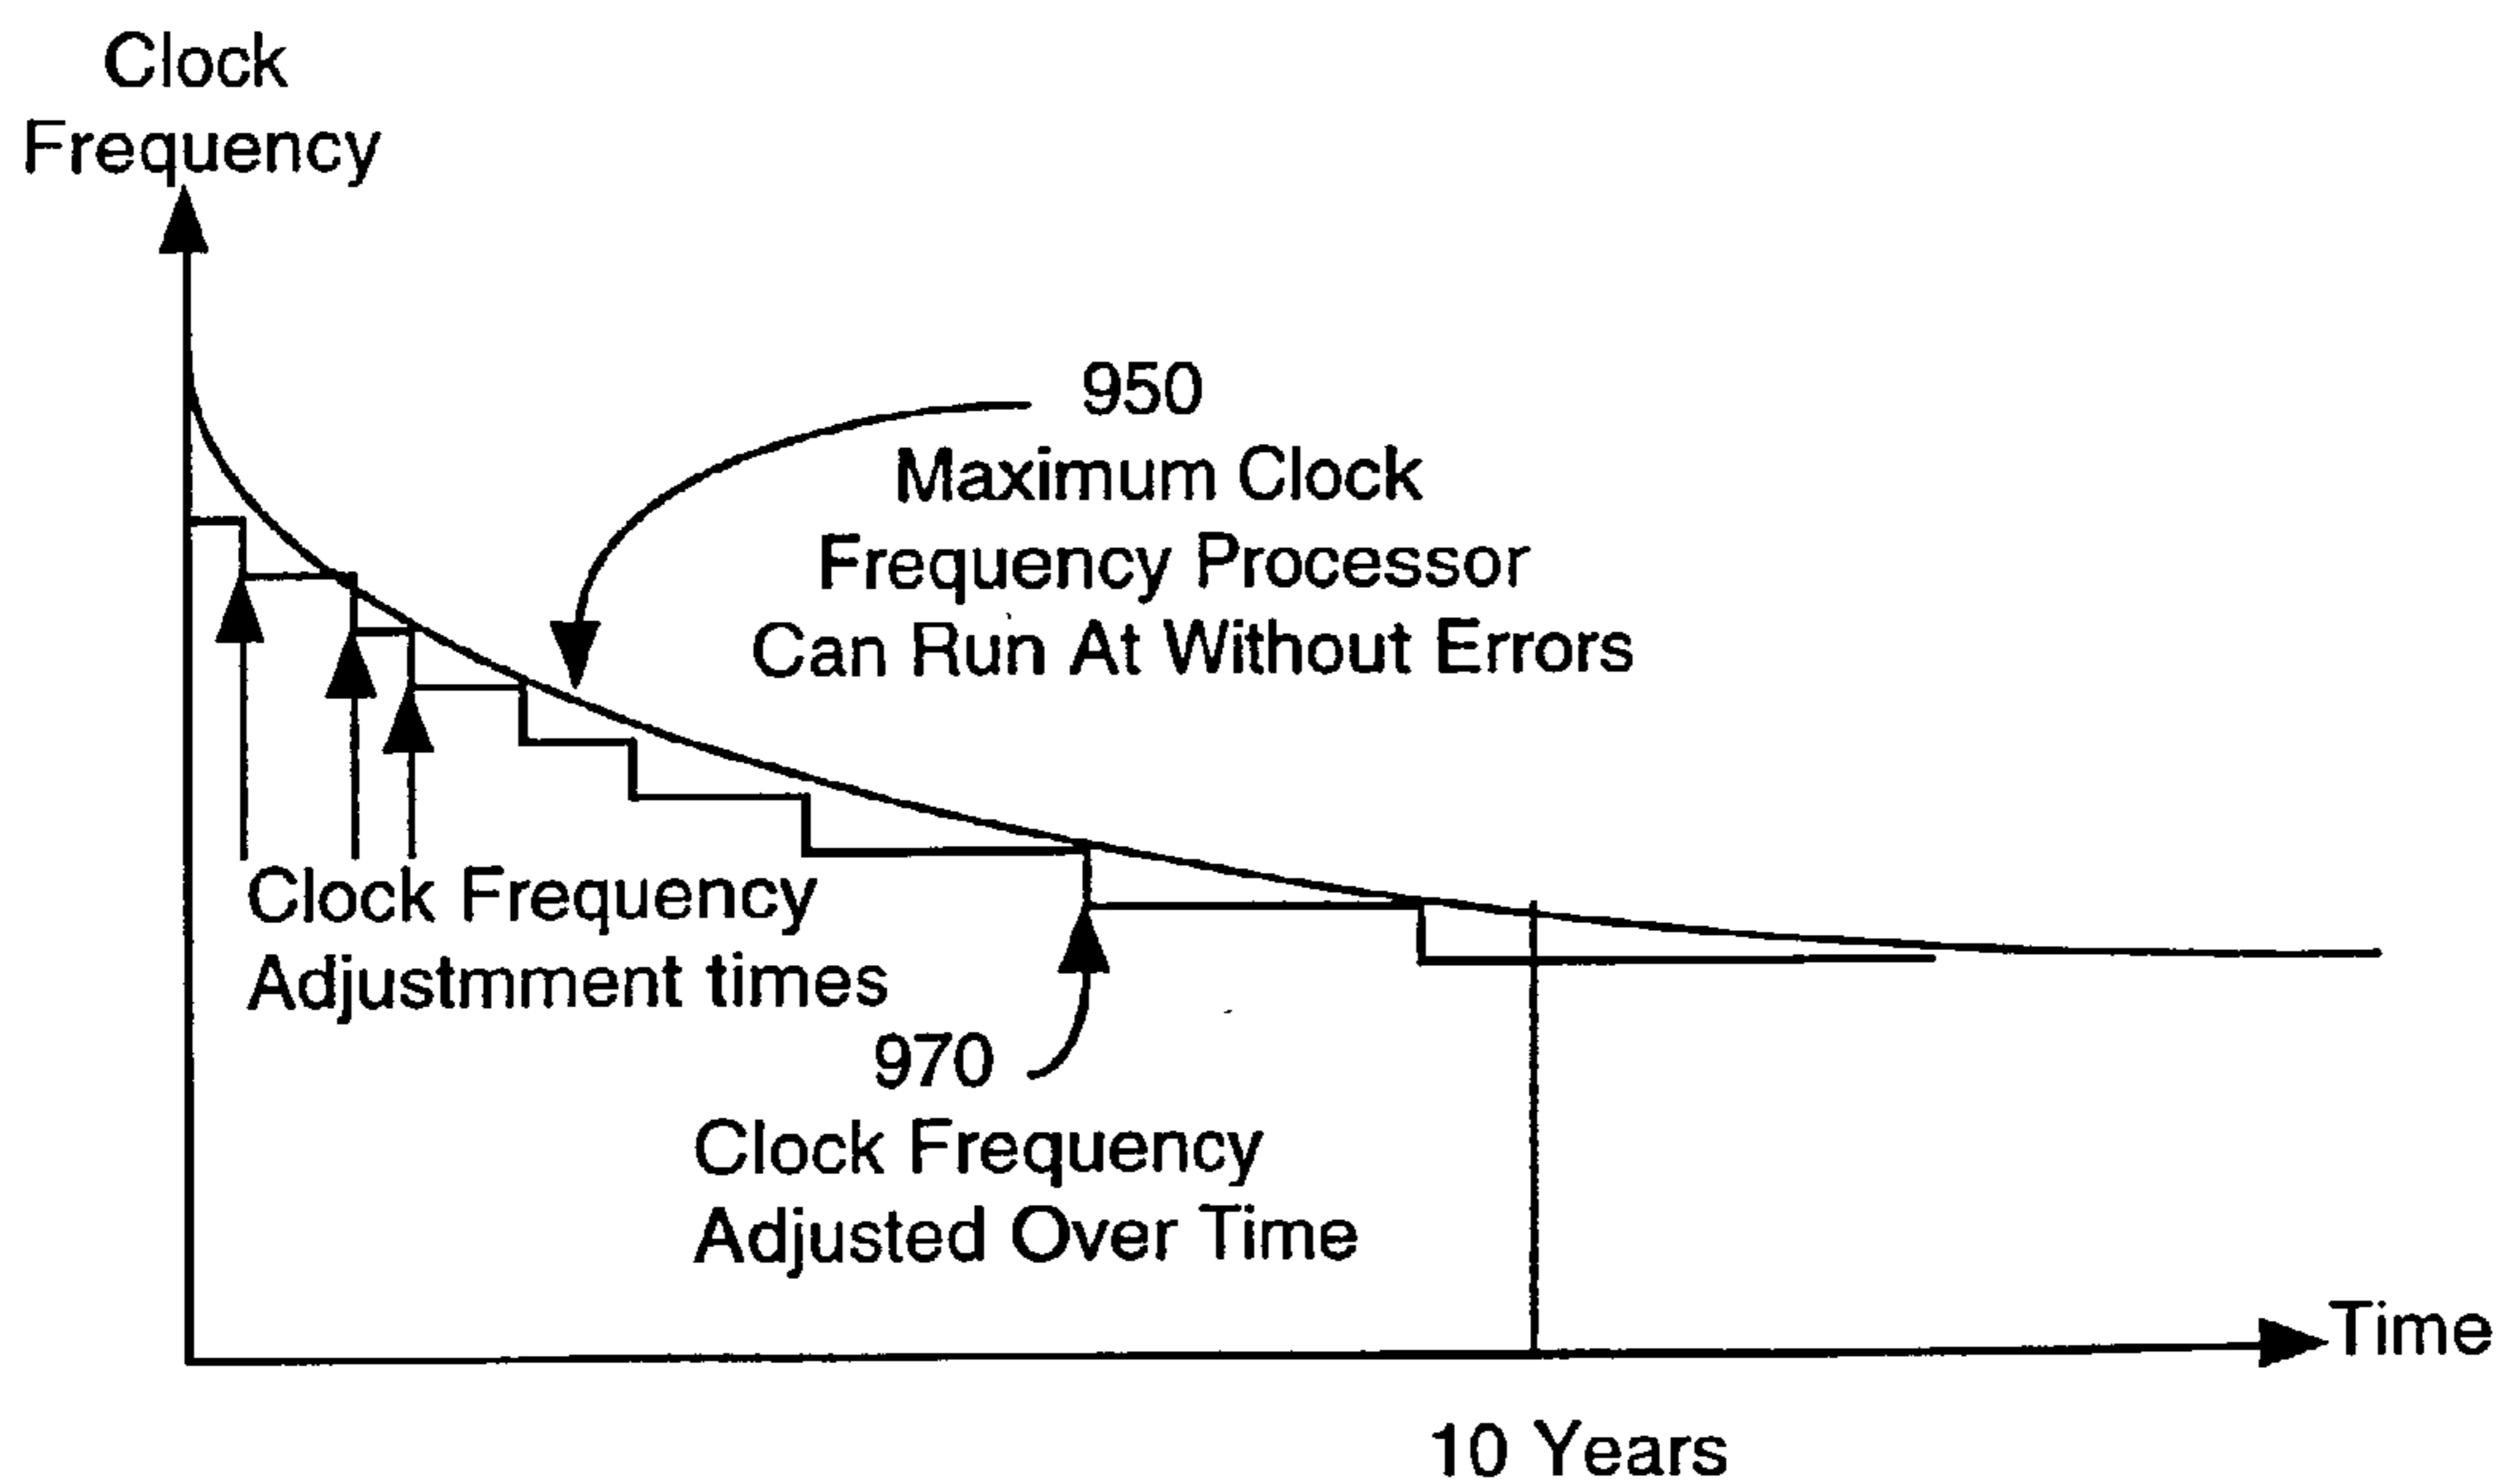 Clock
Frequency
950
Maximum Clock
Frequency Processor
Can Run At Without Errors
Clock Frequency
Adjustmment times
970
Clock Frequency
Adjusted Over Time
Time
10 Years